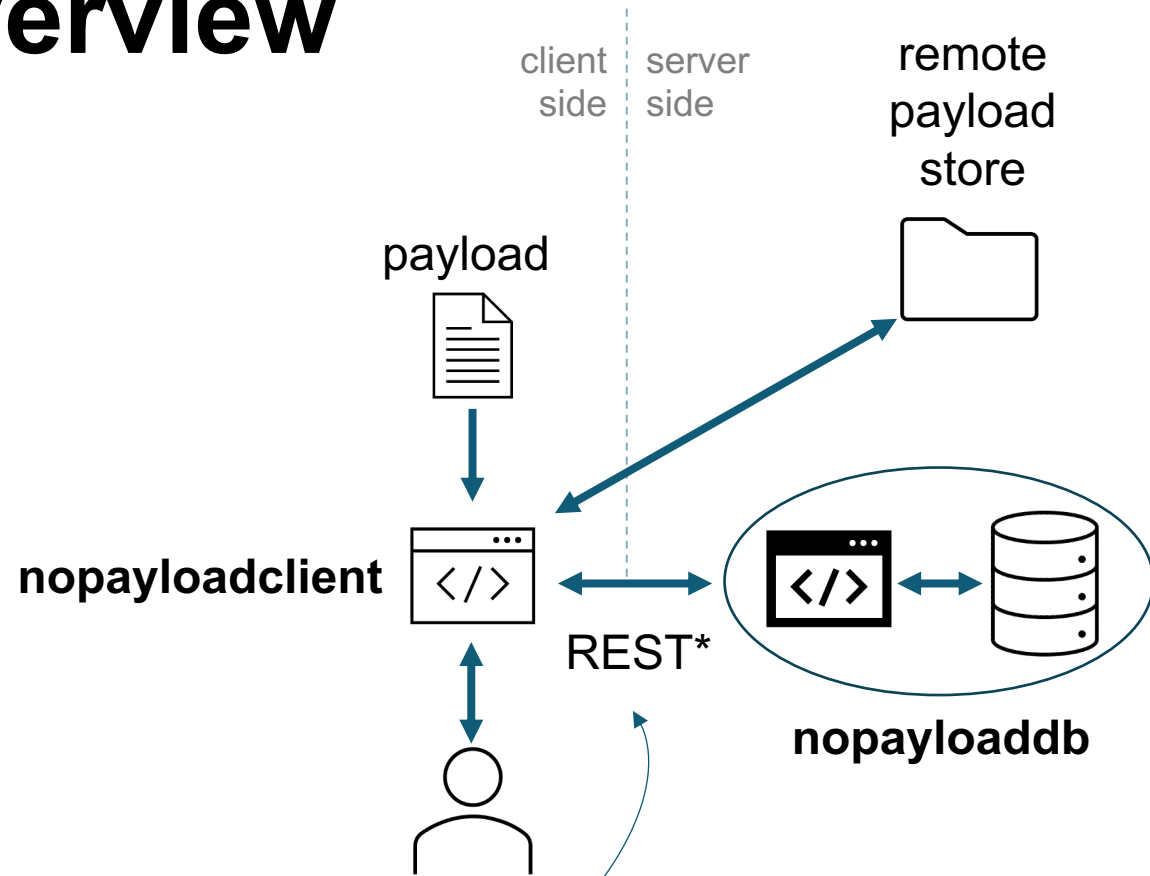 erview
client
side
server
side
remote
payload
store
payload
nopayloadclient
</>
</>
REST*
nopayloaddb